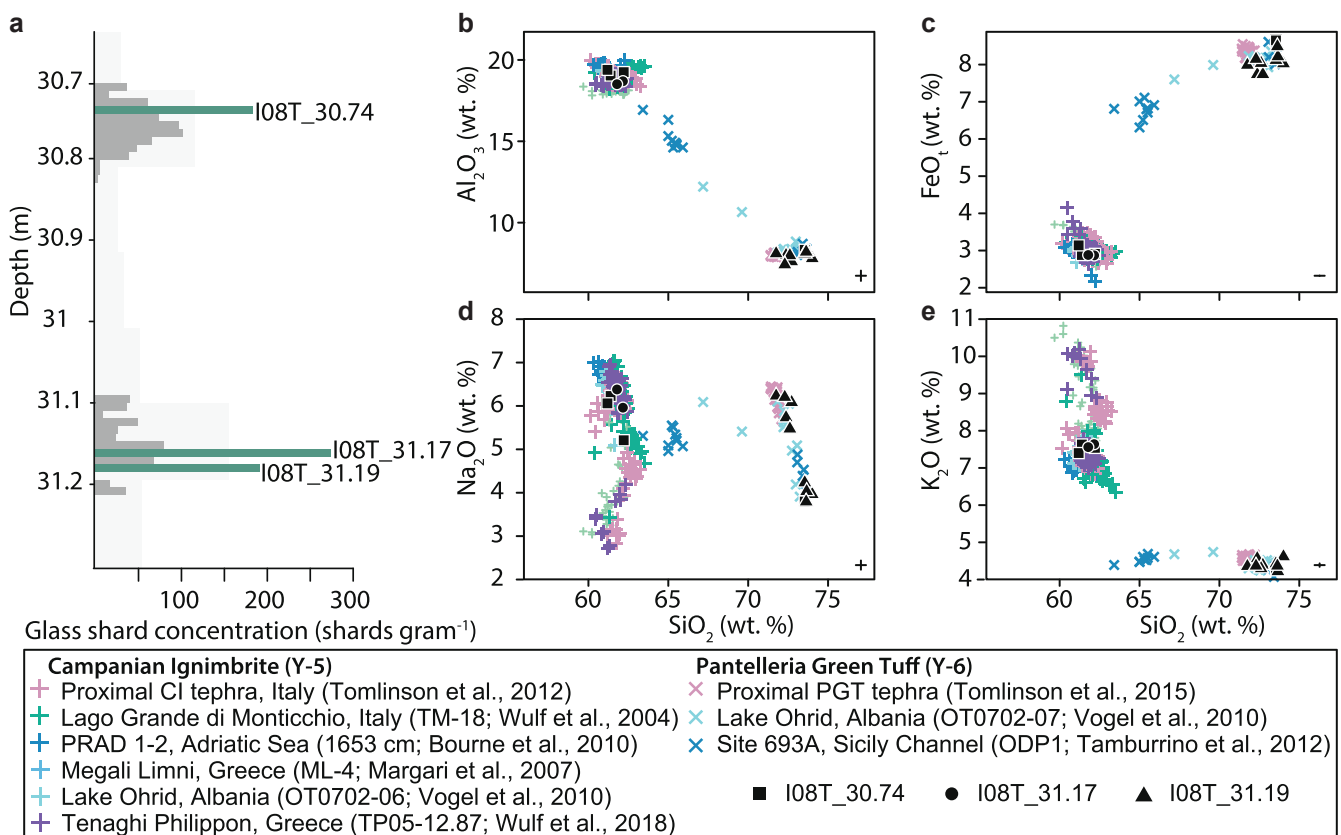 a
30.7
30.8
30.9
31
31.1
31.2
Depth (m)
I08T_30.74
I08T_31.17
I08T_31.19
100
200
300
Glass shard concentration (shards gram⁻¹)
b
20
15
10
Al₂O₃ (wt. %)
60
65
70
75
c
8
7
6
5
4
3
2
FeOₜ (wt. %)
60
65
70
75
d
7
6
5
4
3
2
Na₂O (wt. %)
60
65
70
75
SiO₂ (wt. %)
e
11
10
9
8
7
6
5
4
K₂O (wt. %)
60
65
70
75
SiO₂ (wt. %)
Campanian Ignimbrite (Y-5)
Proximal CI tephra, Italy (Tomlinson et al., 2012)
Lago Grande di Monticchio, Italy (TM-18; Wulf et al., 2004)
PRAD 1-2, Adriatic Sea (1653 cm; Bourne et al., 2010)
Megali Limni, Greece (ML-4; Margari et al., 2007)
Lake Ohrid, Albania (OT0702-06; Vogel et al., 2010)
Tenaghi Philippon, Greece (TP05-12.87; Wulf et al., 2018)
Pantelleria Green Tuff (Y-6)
Proximal PGT tephra (Tomlinson et al., 2015)
Lake Ohrid, Albania (OT0702-07; Vogel et al., 2010)
Site 693A, Sicily Channel (ODP1; Tamburrino et al., 2012)
I08T_30.74
I08T_31.17
I08T_31.19